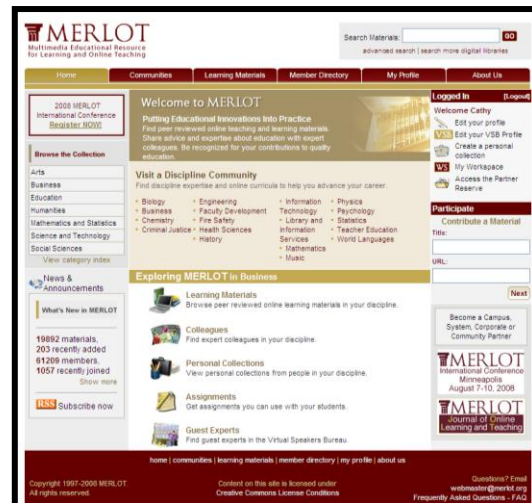 MERLOT
Multimedia Educational Resource
for Learning and Online Teaching
Search Materials:
GO
advanced search | search more digital libraries
Home
Communities
Learning Materials
Member Directory
My Profile
About Us
2008 MERLOT
International Conference
Register NOW!
Browse the Collection
Arts
Business
Education
Humanities
Mathematics and Statistics
Science and Technology
Social Sciences
View category index
News &
Announcements
What's New in MERLOT
19892 materials,
203 recently added
61209 members,
1057 recently joined
Show more
RSS Subscribe now
Welcome to MERLOT
Putting Educational Innovations Into Practice
Find peer reviewed online teaching and learning materials.
Share advice and expertise about education with expert
colleagues. Be recognized for your contributions to quality
education.
Visit a Discipline Community
Find discipline expertise and online curricula to help you advance your career.
Biology
Business
Chemistry
Criminal Justice
Engineering
Faculty Development
Fire Safety
Health Sciences
History
Information
Technology
Library and
Information
Services
Mathematics
Music
Physics
Psychology
Statistics
Teacher Education
World Languages
Exploring MERLOT in Business
Learning Materials
Browse peer reviewed online learning materials in your discipline.
Colleagues
Find expert colleagues in your discipline.
Personal Collections
View personal collections from people in your discipline.
Assignments
Get assignments you can use with your students.
Guest Experts
Find guest experts in the Virtual Speakers Bureau.
Logged In [Logout]
Welcome Cathy
Edit your profile
VSB Edit your VSB Profile
Create a personal
collection
WS My Workspace
Access the Partner
Reserve
Participate
Contribute a Material
Title:
URL:
Next
Become a Campus,
System, Corporate or
Community Partner
MERLOT
International Conference
Minneapolis
August 7-10, 2008
MERLOT
Journal of Online
Learning and Teaching
home | communities | learning materials | member directory | my profile | about us
Copyright 1997-2008 MERLOT.
All rights reserved.
Content on this site is licensed under
Creative Commons License Conditions
Questions? Email
webmaster@merlot.org
Frequently Asked Questions - FAQ